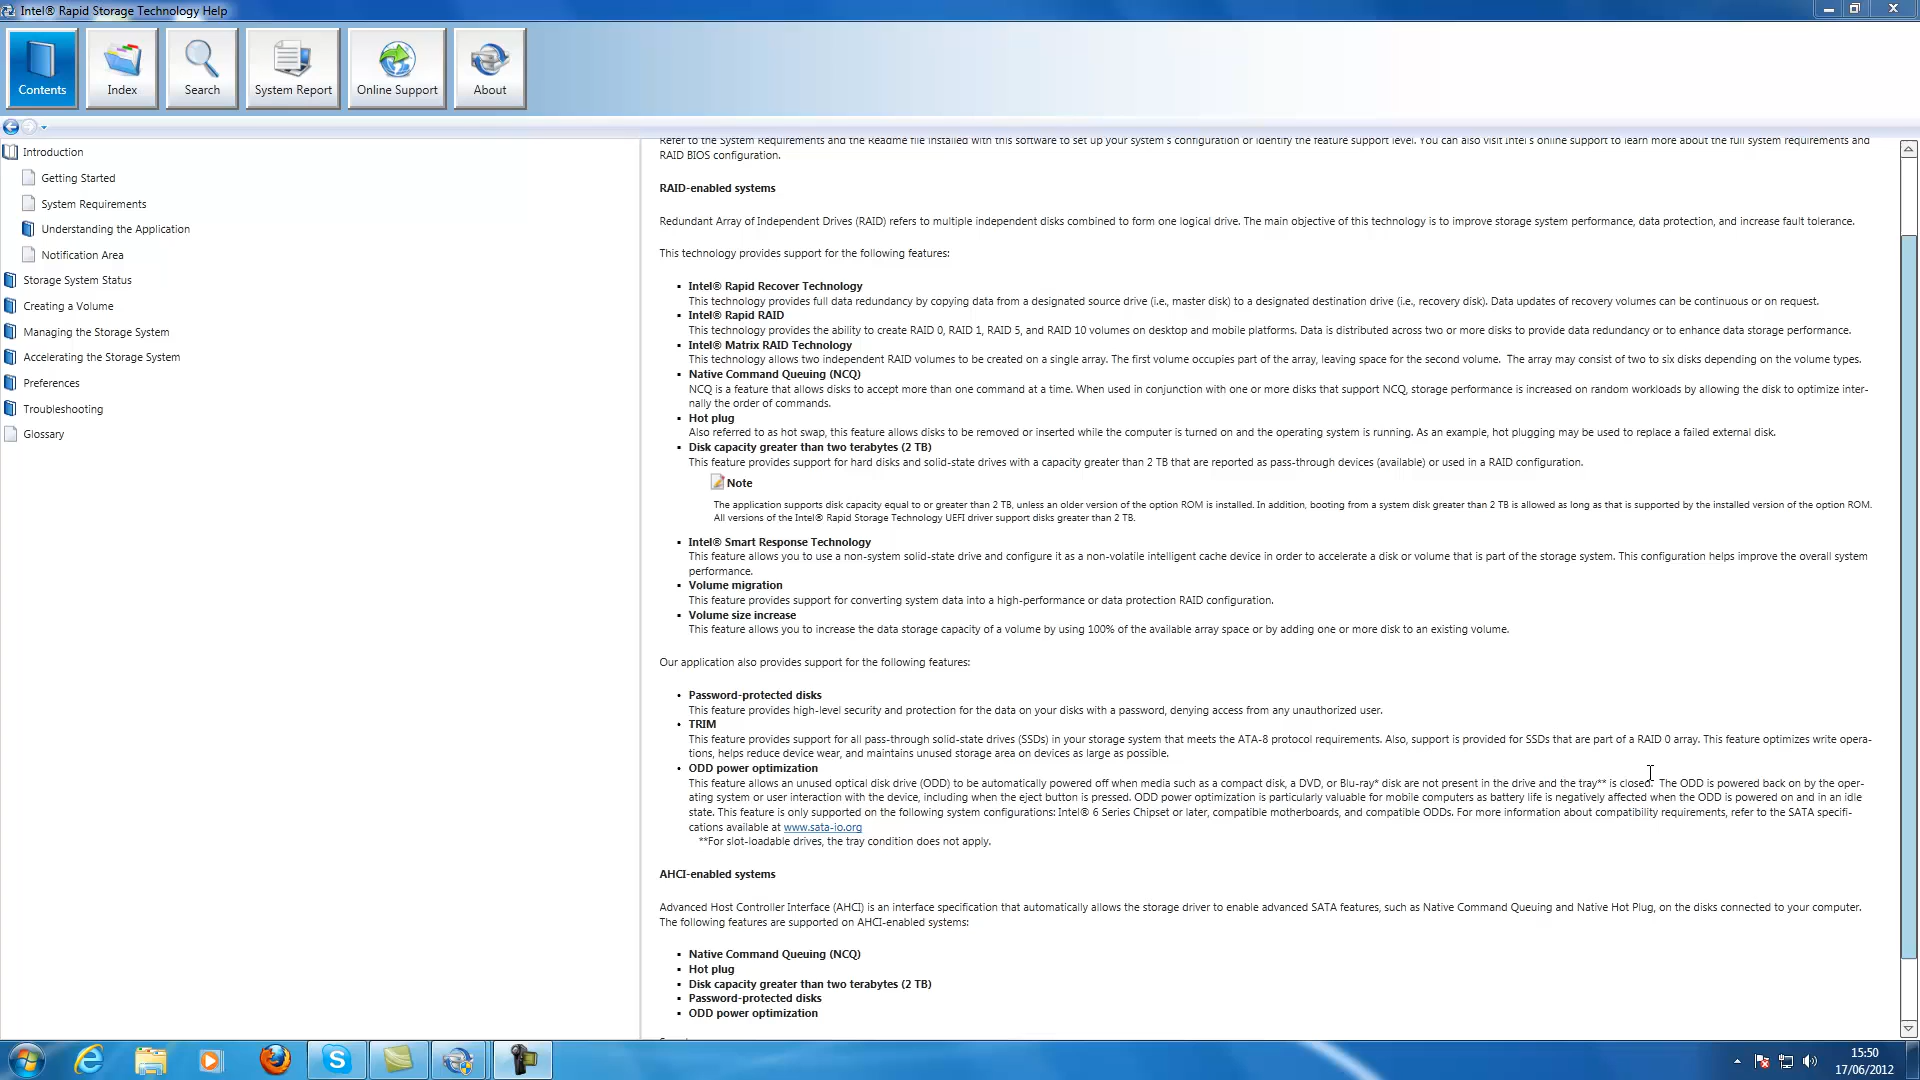 Intel® Rapid Storage Technology Help
Contents
Index
Search
System Report
Online Support
About
Introduction
Getting Started
System Requirements
Understanding the Application
Notification Area
Storage System Status
Creating a Volume
Managing the Storage System
Accelerating the Storage System
Preferences
Troubleshooting
Glossary
Refer to the System Requirements and the Readme file installed with this software to set up your system's configuration or identify the feature support level. You can also visit Intel's online support to learn more about the full system requirements and
RAID BIOS configuration.
RAID-enabled systems
Redundant Array of Independent Drives (RAID) refers to multiple independent disks combined to form one logical drive. The main objective of this technology is to improve storage system performance, data protection, and increase fault tolerance.
This technology provides support for the following features:
▪ Intel® Rapid Recover Technology
This technology provides full data redundancy by copying data from a designated source drive (i.e., master disk) to a designated destination drive (i.e., recovery disk). Data updates of recovery volumes can be continuous or on request.
▪ Intel® Rapid RAID
This technology provides the ability to create RAID 0, RAID 1, RAID 5, and RAID 10 volumes on desktop and mobile platforms. Data is distributed across two or more disks to provide data redundancy or to enhance data storage performance.
▪ Intel® Matrix RAID Technology
This technology allows two independent RAID volumes to be created on a single array. The first volume occupies part of the array, leaving space for the second volume. The array may consist of two to six disks depending on the volume types.
▪ Native Command Queuing (NCQ)
NCQ is a feature that allows disks to accept more than one command at a time. When used in conjunction with one or more disks that support NCQ, storage performance is increased on random workloads by allowing the disk to optimize inter-
nally the order of commands.
▪ Hot plug
Also referred to as hot swap, this feature allows disks to be removed or inserted while the computer is turned on and the operating system is running. As an example, hot plugging may be used to replace a failed external disk.
▪ Disk capacity greater than two terabytes (2 TB)
This feature provides support for hard disks and solid-state drives with a capacity greater than 2 TB that are reported as pass-through devices (available) or used in a RAID configuration.
Note
The application supports disk capacity equal to or greater than 2 TB, unless an older version of the option ROM is installed. In addition, booting from a system disk greater than 2 TB is allowed as long as that is supported by the installed version of the option ROM.
All versions of the Intel® Rapid Storage Technology UEFI driver support disks greater than 2 TB.
▪ Intel® Smart Response Technology
This feature allows you to use a non-system solid-state drive and configure it as a non-volatile intelligent cache device in order to accelerate a disk or volume that is part of the storage system. This configuration helps improve the overall system
performance.
▪ Volume migration
This feature provides support for converting system data into a high-performance or data protection RAID configuration.
▪ Volume size increase
This feature allows you to increase the data storage capacity of a volume by using 100% of the available array space or by adding one or more disk to an existing volume.
Our application also provides support for the following features:
• Password-protected disks
This feature provides high-level security and protection for the data on your disks with a password, denying access from any unauthorized user.
• TRIM
This feature provides support for all pass-through solid-state drives (SSDs) in your storage system that meets the ATA-8 protocol requirements. Also, support is provided for SSDs that are part of a RAID 0 array. This feature optimizes write opera-
tions, helps reduce device wear, and maintains unused storage area on devices as large as possible.
• ODD power optimization
This feature allows an unused optical disk drive (ODD) to be automatically powered off when media such as a compact disk, a DVD, or Blu-ray* disk are not present in the drive and the tray** is closed. The ODD is powered back on by the oper-
ating system or user interaction with the device, including when the eject button is pressed. ODD power optimization is particularly valuable for mobile computers as battery life is negatively affected when the ODD is powered on and in an idle
state. This feature is only supported on the following system configurations: Intel® 6 Series Chipset or later, compatible motherboards, and compatible ODDs. For more information about compatibility requirements, refer to the SATA specifi-
cations available at www.sata-io.org
**For slot-loadable drives, the tray condition does not apply.
AHCI-enabled systems
Advanced Host Controller Interface (AHCI) is an interface specification that automatically allows the storage driver to enable advanced SATA features, such as Native Command Queuing and Native Hot Plug, on the disks connected to your computer.
The following features are supported on AHCI-enabled systems:
▪ Native Command Queuing (NCQ)
▪ Hot plug
▪ Disk capacity greater than two terabytes (2 TB)
▪ Password-protected disks
▪ ODD power optimization
15:50
17/06/2012